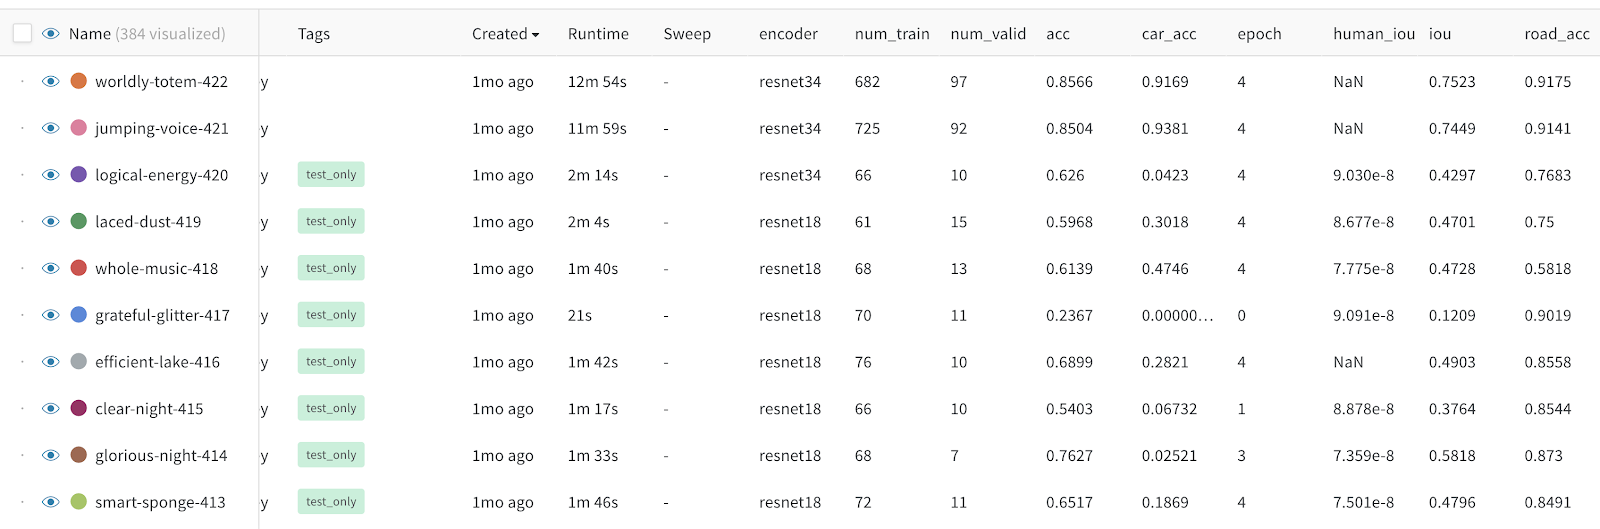 Name (384 visualized) Tags Created Runtime Sweep encoder num_train num_valid acc car_acc epoch human_iou iou road_acc
worldly-totem-422 y 1mo ago 12m 54s - resnet34 682 97 0.8566 0.9169 4 NaN 0.7523 0.9175
jumping-voice-421 y 1mo ago 11m 59s - resnet34 725 92 0.8504 0.9381 4 NaN 0.7449 0.9141
logical-energy-420 y test_only 1mo ago 2m 14s - resnet34 66 10 0.626 0.0423 4 9.030e-8 0.4297 0.7683
laced-dust-419 y test_only 1mo ago 2m 4s - resnet18 61 15 0.5968 0.3018 4 8.677e-8 0.4701 0.75
whole-music-418 y test_only 1mo ago 1m 40s - resnet18 68 13 0.6139 0.4746 4 7.775e-8 0.4728 0.5818
grateful-glitter-417 y test_only 1mo ago 21s - resnet18 70 11 0.2367 0.00000... 0 9.091e-8 0.1209 0.9019
efficient-lake-416 y test_only 1mo ago 1m 42s - resnet18 76 10 0.6899 0.2821 4 NaN 0.4903 0.8558
clear-night-415 y test_only 1mo ago 1m 17s - resnet18 66 10 0.5403 0.06732 1 8.878e-8 0.3764 0.8544
glorious-night-414 y test_only 1mo ago 1m 33s - resnet18 68 7 0.7627 0.02521 3 7.359e-8 0.5818 0.873
smart-sponge-413 y test_only 1mo ago 1m 46s - resnet18 72 11 0.6517 0.1869 4 7.501e-8 0.4796 0.8491